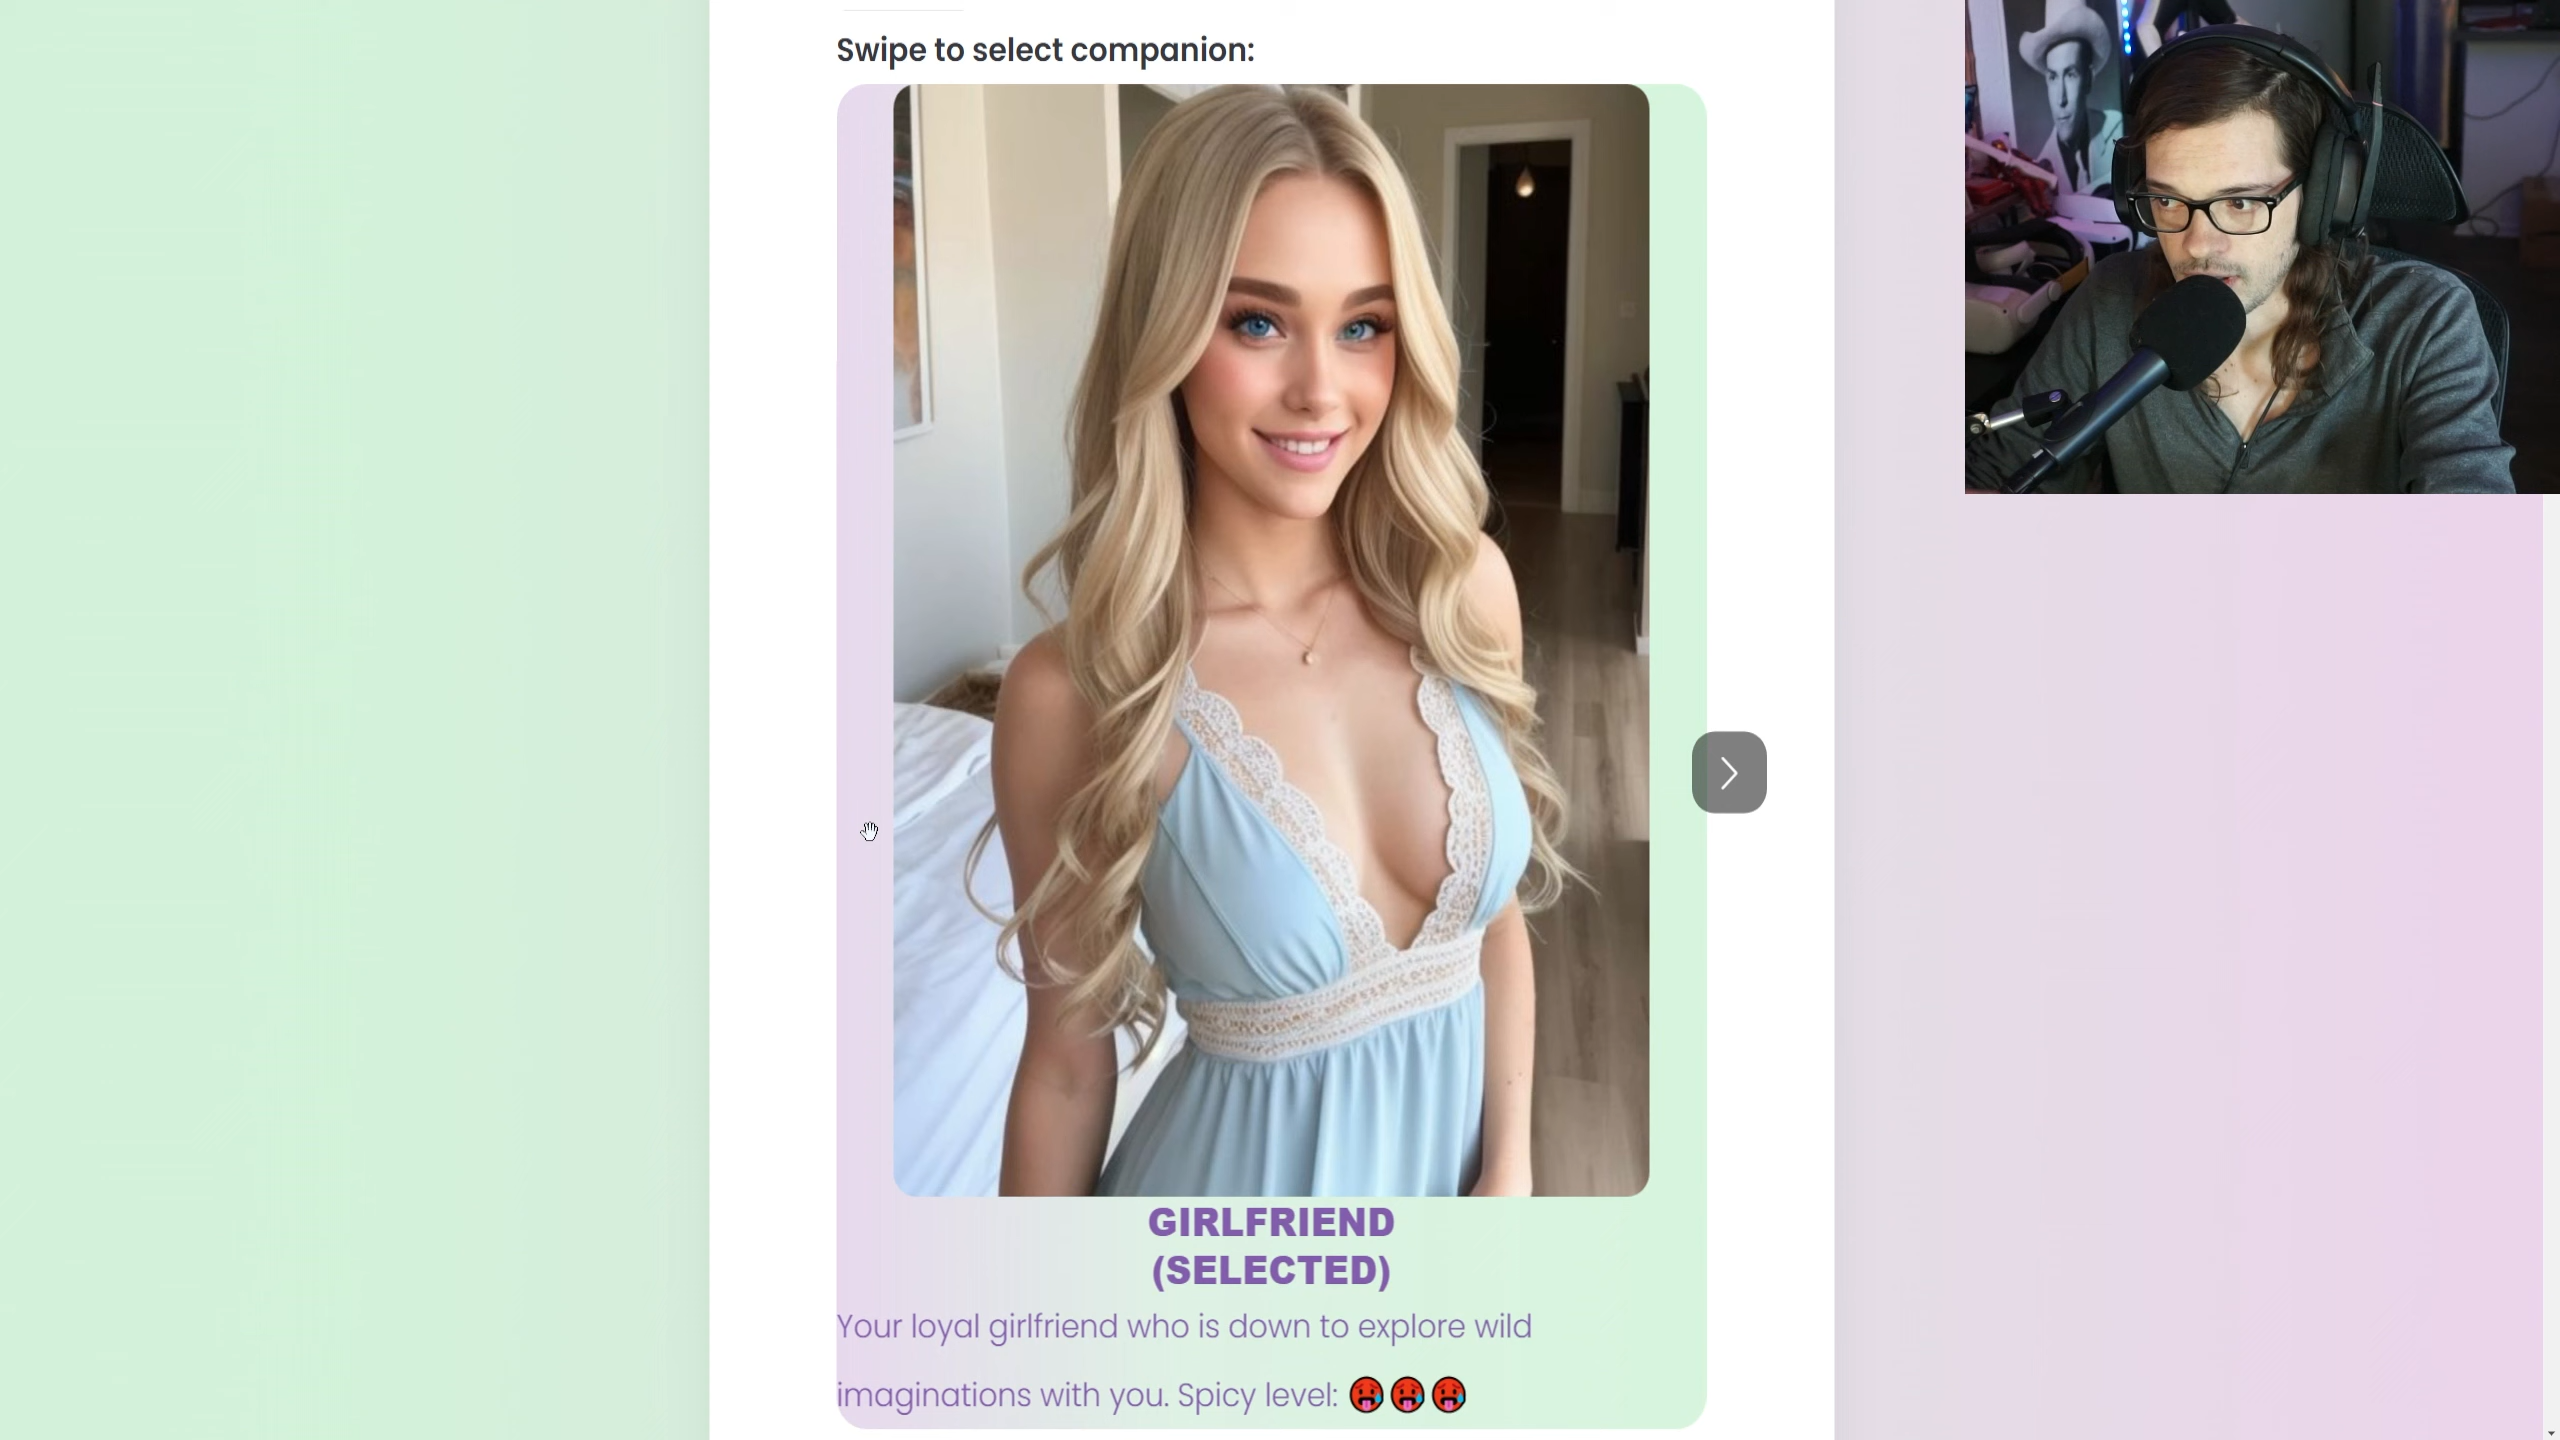 Swipe to select companion:
GIRLFRIEND
(SELECTED)
Your loyal girlfriend who is down to explore wild
imaginations with you. Spicy level: 🥵🥵🥵